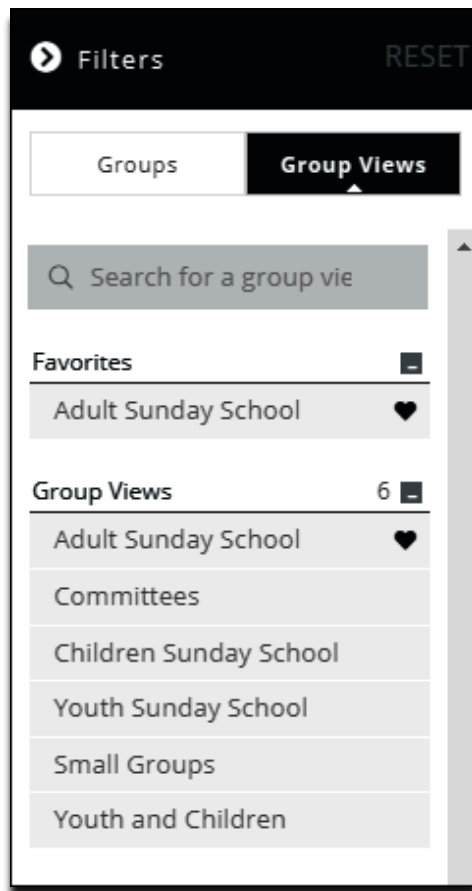 Filters RESET
Groups Group Views
Search for a group vie
Favorites
Adult Sunday School
Group Views 6
Adult Sunday School
Committees
Children Sunday School
Youth Sunday School
Small Groups
Youth and Children